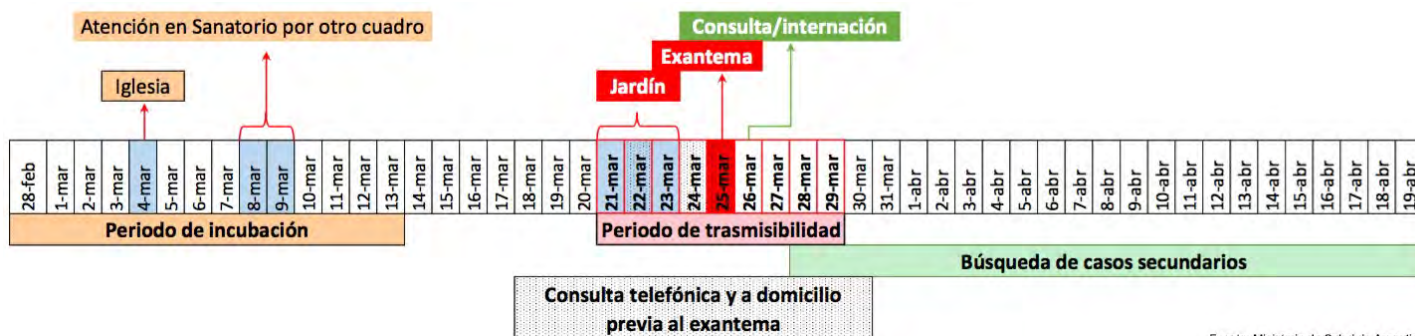 Atención en Sanatorio por otro cuadro
Consulta/internación
Exantema
Iglesia
Jardín
28-feb
1-mar
2-mar
3-mar
4-mar
5-mar
6-mar
7-mar
8-mar
9-mar
10-mar
11-mar
12-mar
13-mar
14-mar
15-mar
16-mar
17-mar
18-mar
19-mar
20-mar
21-mar
22-mar
23-mar
24-mar
25-mar
26-mar
27-mar
28-mar
29-mar
30-mar
31-mar
1-abr
2-abr
3-abr
4-abr
5-abr
6-abr
7-abr
8-abr
9-abr
10-abr
11-abr
12-abr
13-abr
14-abr
15-abr
16-abr
17-abr
18-abr
19-abr
Periodo de incubación
Periodo de trasmisibilidad
Búsqueda de casos secundarios
Consulta telefónica y a domicilio
previa al exantema